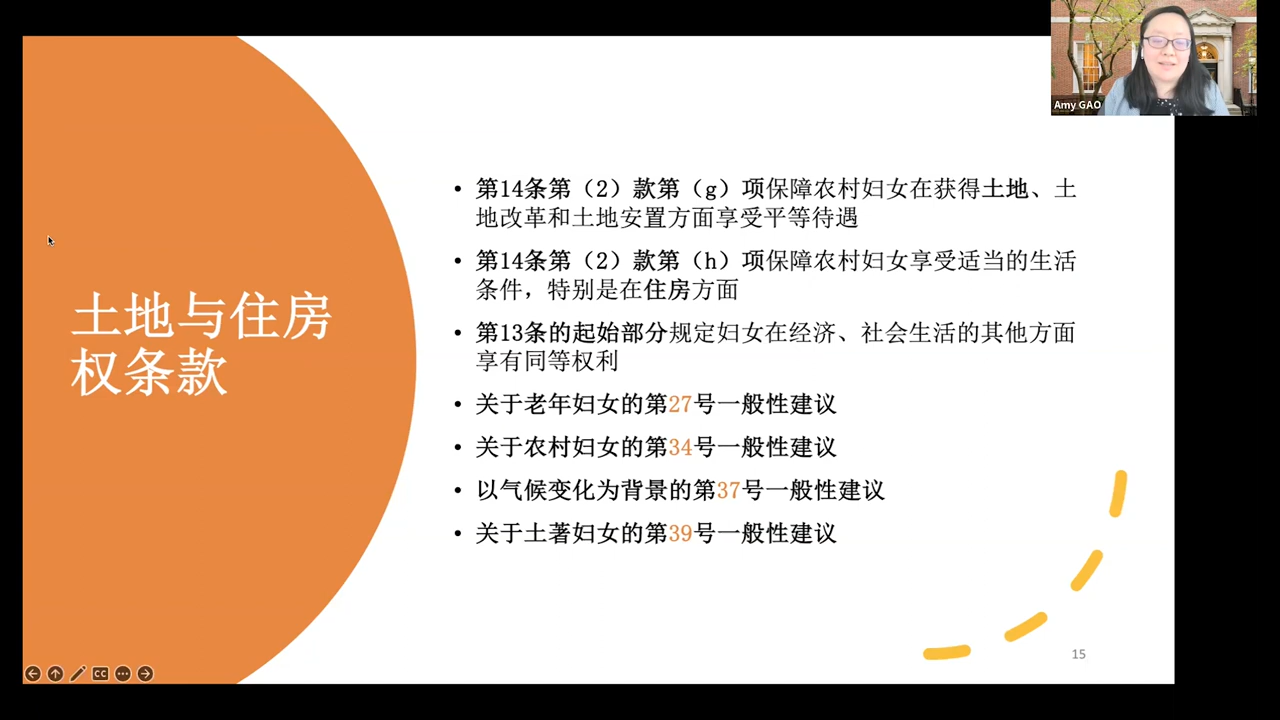 Amy GAO
土地与住房
权条款
• 第14条第（2）款第（g）项保障农村妇女在获得土地、土
地改革和土地安置方面享受平等待遇
• 第14条第（2）款第（h）项保障农村妇女享受适当的生活
条件，特别是在住房方面
• 第13条的起始部分规定妇女在经济、社会生活的其他方面
享有同等权利
• 关于老年妇女的第27号一般性建议
• 关于农村妇女的第34号一般性建议
• 以气候变化为背景的第37号一般性建议
• 关于土著妇女的第39号一般性建议
15
CC